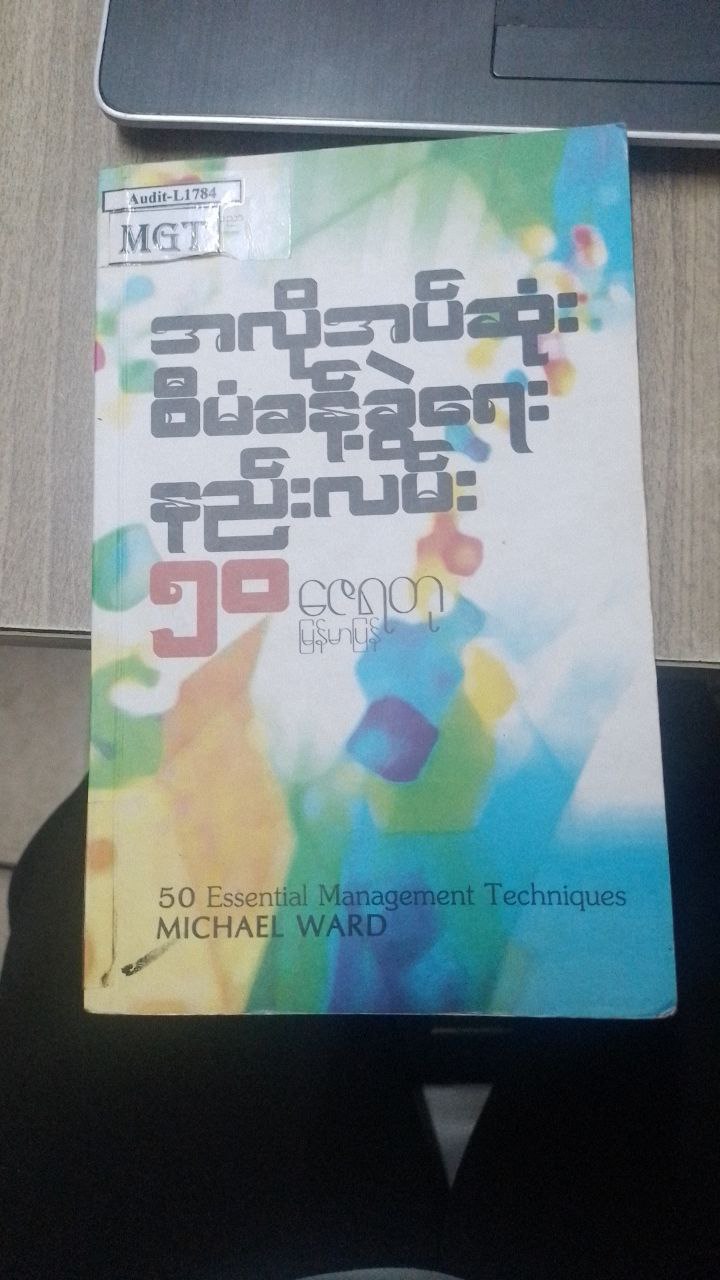 Audit-L1784
MGT
အလိုအပ်ဆုံး
စီမံခန့်ခွဲရေး
နည်းလမ်း
၅၀ ဇေရတု
မြန်မာပြန်
50 Essential Management Techniques
MICHAEL WARD